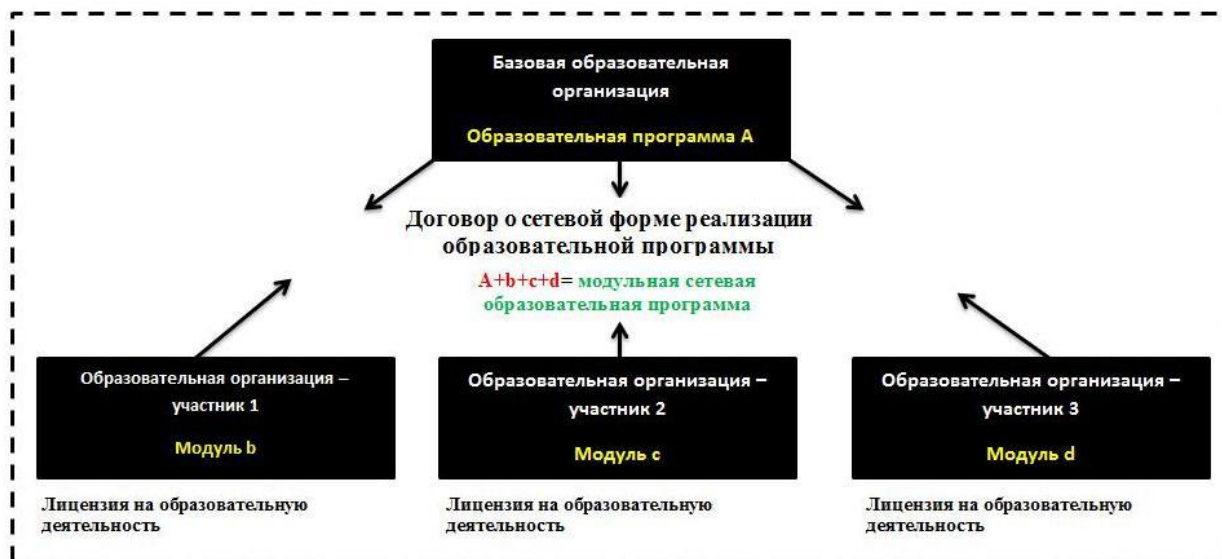 Базовая образовательная
организация
Образовательная программа А
Договор о сетевой форме реализации
образовательной программы
A+b+c+d= модульная сетевая
образовательная программа
Образовательная организация –
участник 1
Модуль b
Образовательная организация –
участник 2
Модуль c
Образовательная организация –
участник 3
Модуль d
Лицензия на образовательную
деятельность
Лицензия на образовательную
деятельность
Лицензия на образовательную
деятельность